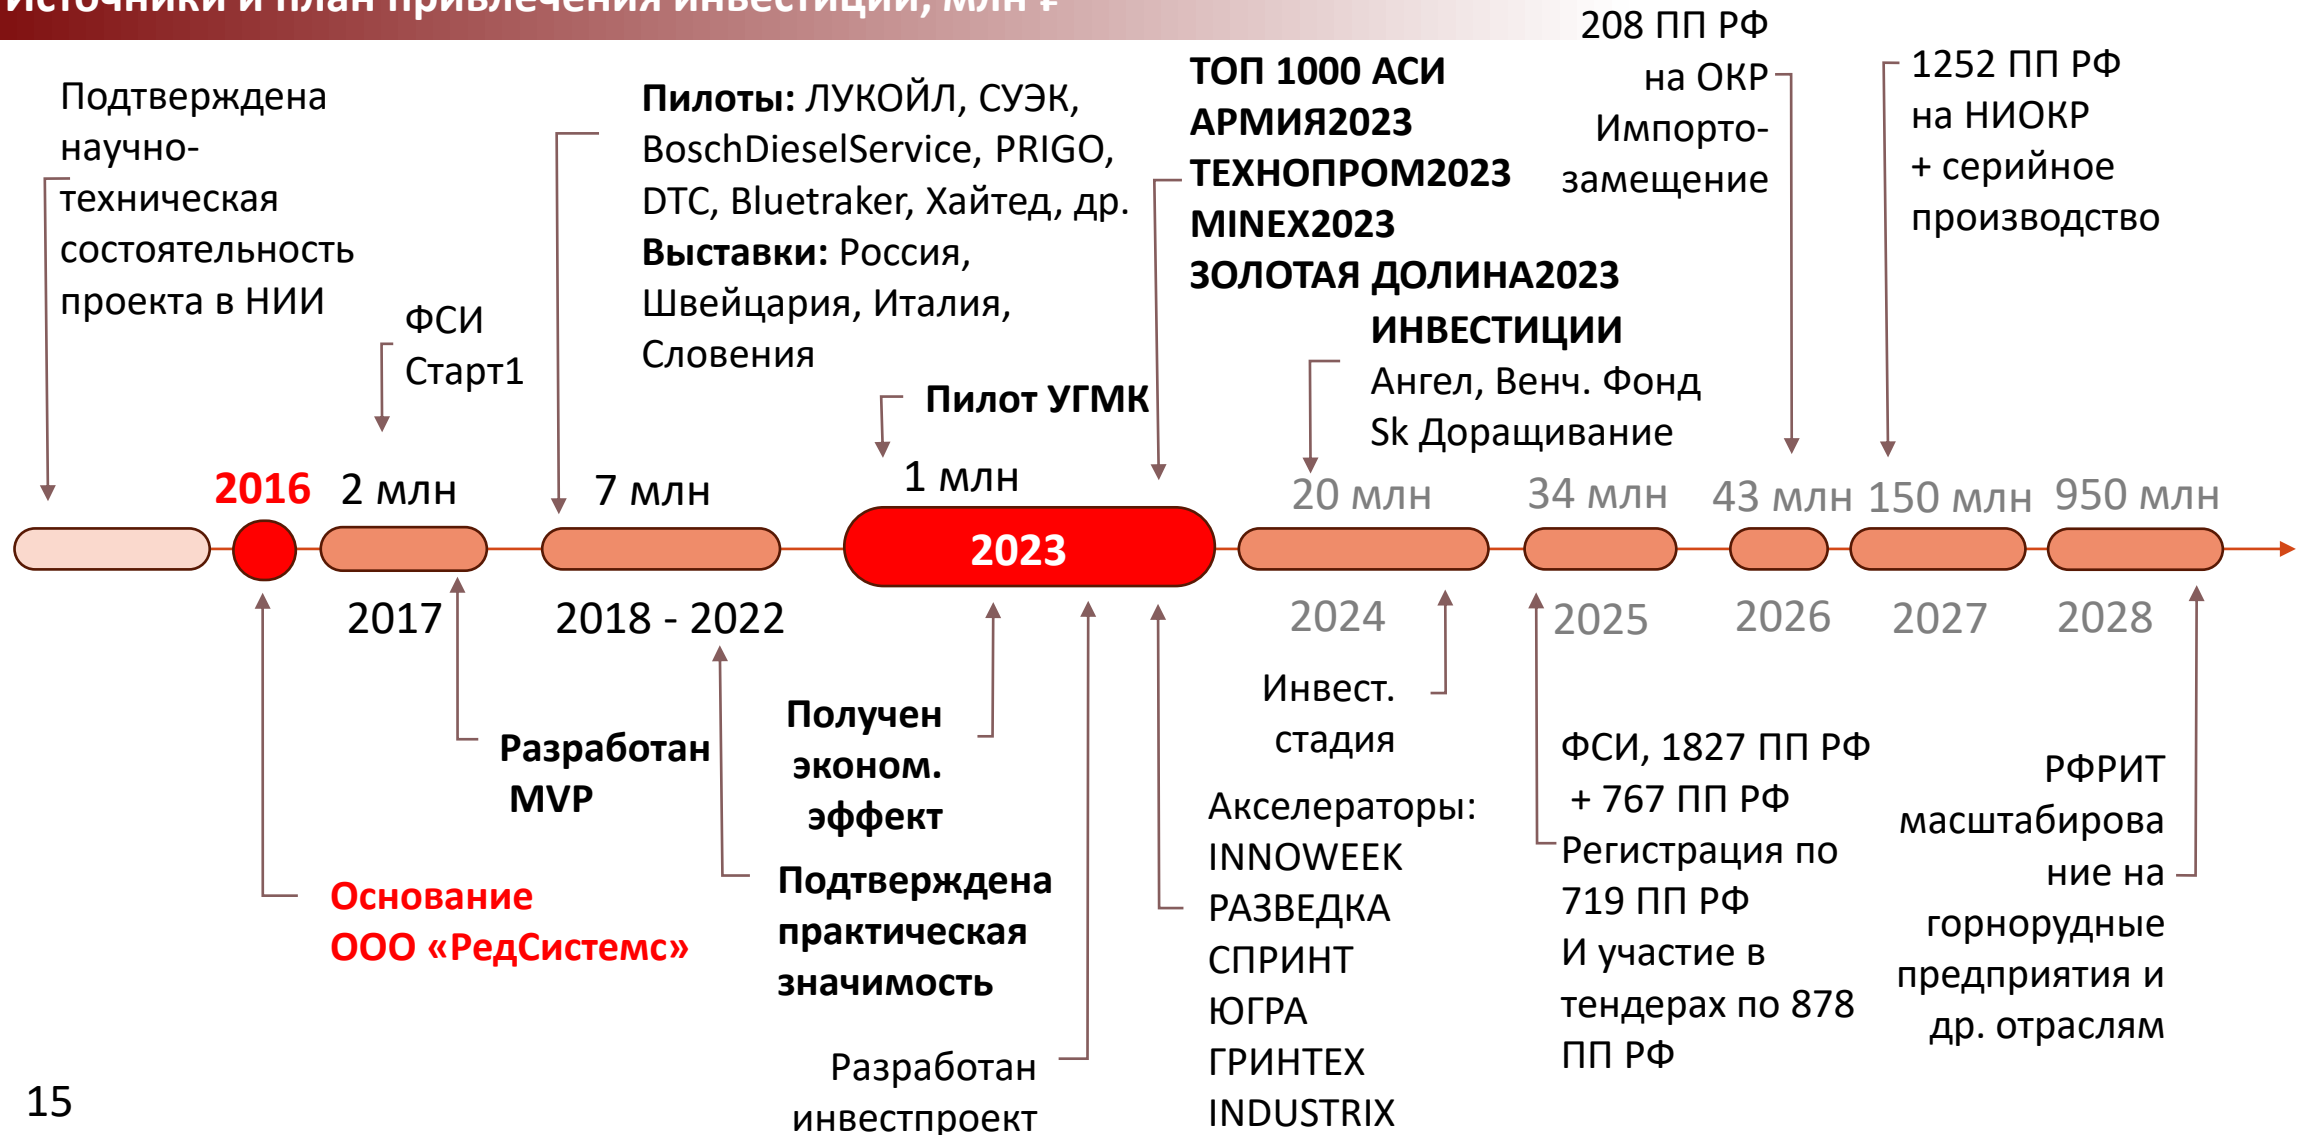 Источники и план привлечения инвестиций, млн ₽
Подтверждена
научно-
техническая
состоятельность
проекта в НИИ
ФСИ
Старт1
Пилоты: ЛУКОЙЛ, СУЭК,
BoschDieselService, PRIGO,
DTC, Bluetraker, Хайтед, др.
Выставки: Россия,
Швейцария, Италия,
Словения
Пилот УГМК
ТОП 1000 АСИ
АРМИЯ2023
ТЕХНОПРОМ2023
MINEX2023
ЗОЛОТАЯ ДОЛИНА2023
ИНВЕСТИЦИИ
Ангел, Венч. Фонд
Sk Доращивание
208 ПП РФ
на ОКР
Импорто-
замещение
1252 ПП РФ
на НИОКР
+ серийное
производство
2016
2 млн
7 млн
1 млн
20 млн
34 млн
43 млн
150 млн
950 млн
2023
2017
2018 - 2022
2024
2025
2026
2027
2028
Основание
ООО «РедСистемс»
Разработан
MVP
Получен
эконом.
эффект
Подтверждена
практическая
значимость
Разработан
инвестпроект
Инвест.
стадия
Акселераторы:
INNOWEEK
РАЗВЕДКА
СПРИНТ
ЮГРА
ГРИНТЕХ
INDUSTRIX
ФСИ, 1827 ПП РФ
+ 767 ПП РФ
Регистрация по
719 ПП РФ
И участие в
тендерах по 878
ПП РФ
РФРИТ
масштабирова
ние на
горнорудные
предприятия и
др. отраслям
15